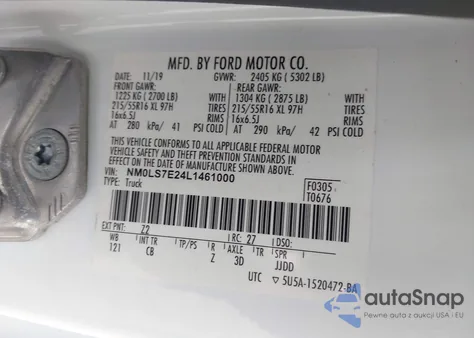 MFD. BY FORD MOTOR CO.
DATE: 11/19 GVWR: 2405 KG (5302 LB)
FRONT GAWR: REAR GAWR:
1225 KG (2700 LB) WITH 1304 KG (2875 LB) WITH
215/55R16 XL 97H TIRES 215/55R16 XL 97H TIRES
16x6.5J RIMS 16x6.5J RIMS
AT 280 kPa/ 41 PSI COLD AT 290 kPa/ 42 PSI COLD
THIS VEHICLE CONFORMS TO ALL APPLICABLE FEDERAL MOTOR
VEHICLE SAFETY AND THEFT PREVENTION STANDARDS IN EFFECT
ON THE DATE OF MANUFACTURE SHOWN ABOVE.
VIN: NM0LS7E24L1461000 F0305
TYPE: Truck T0676
EXT PNT: Z2 RC: 27 DSO:
WB INT TR TP/PS R AXLE TR SPR
121 CB Z 3D JJDD
UTC ▽5U5A-1520472-BA
autoSnap
Pewne auta z aukcji USA i EU